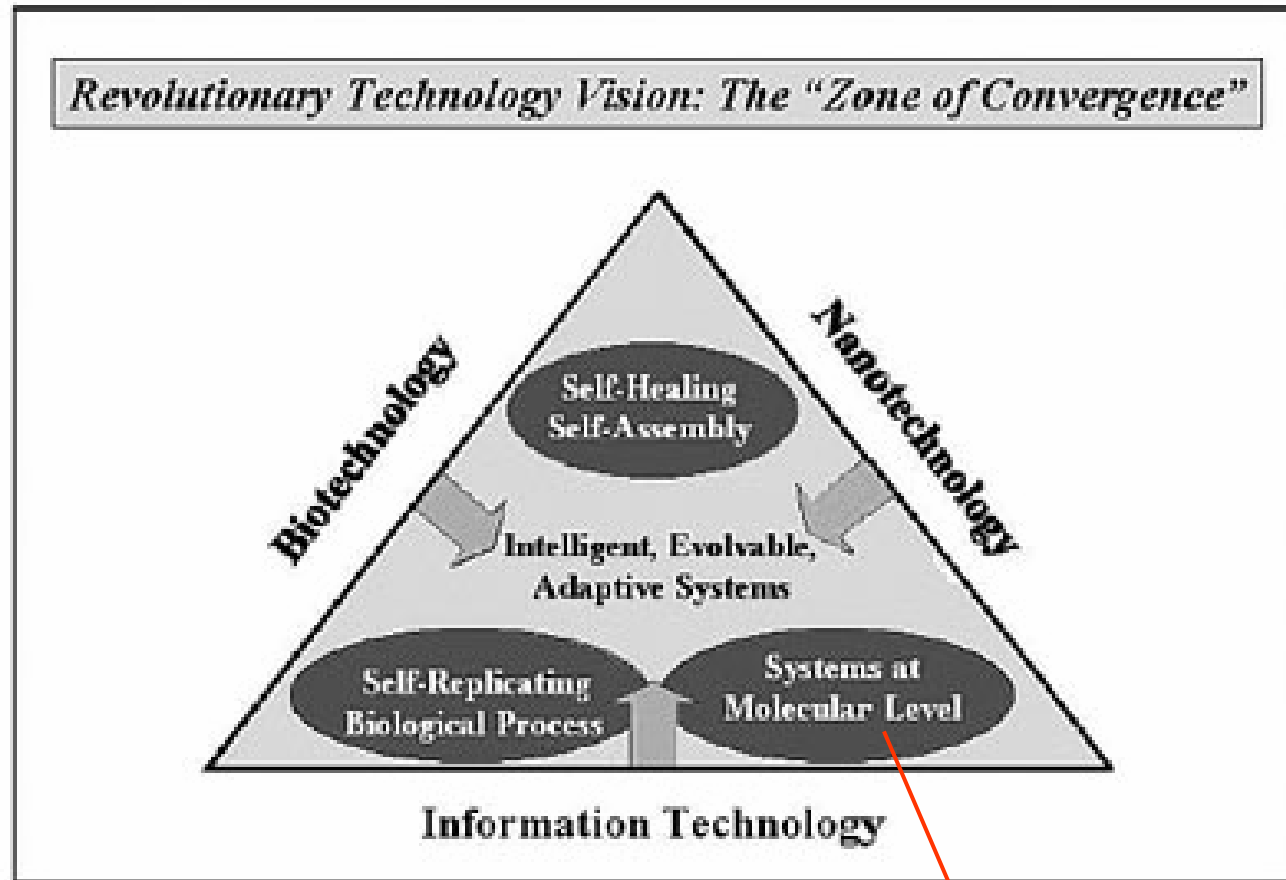 Revolutionary Technology Vision: The “Zone of Convergence”
Biotechnology
Nanotechnology
Self-Healing
Self-Assembly
Intelligent, Evolvable,
Adaptive Systems
Self-Replicating
Biological Process
Systems at
Molecular Level
Information Technology